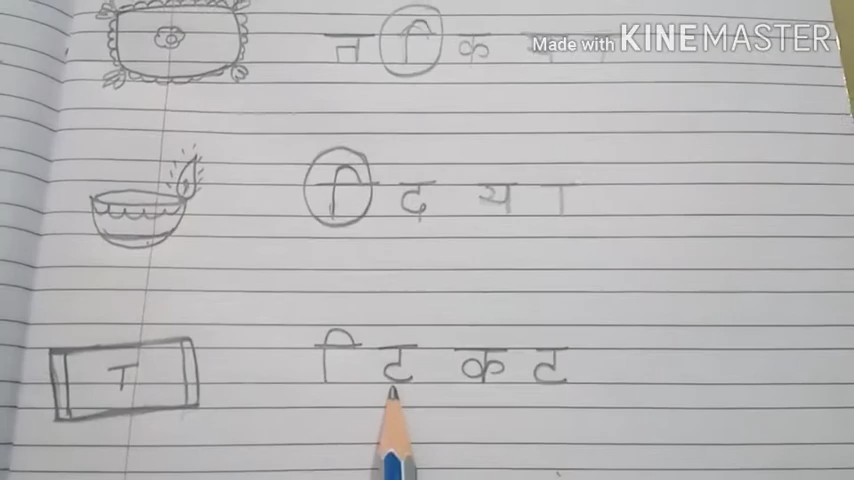 त ि क य ा
Made with KINEMASTER
ि द य ा
T ि ट क ट